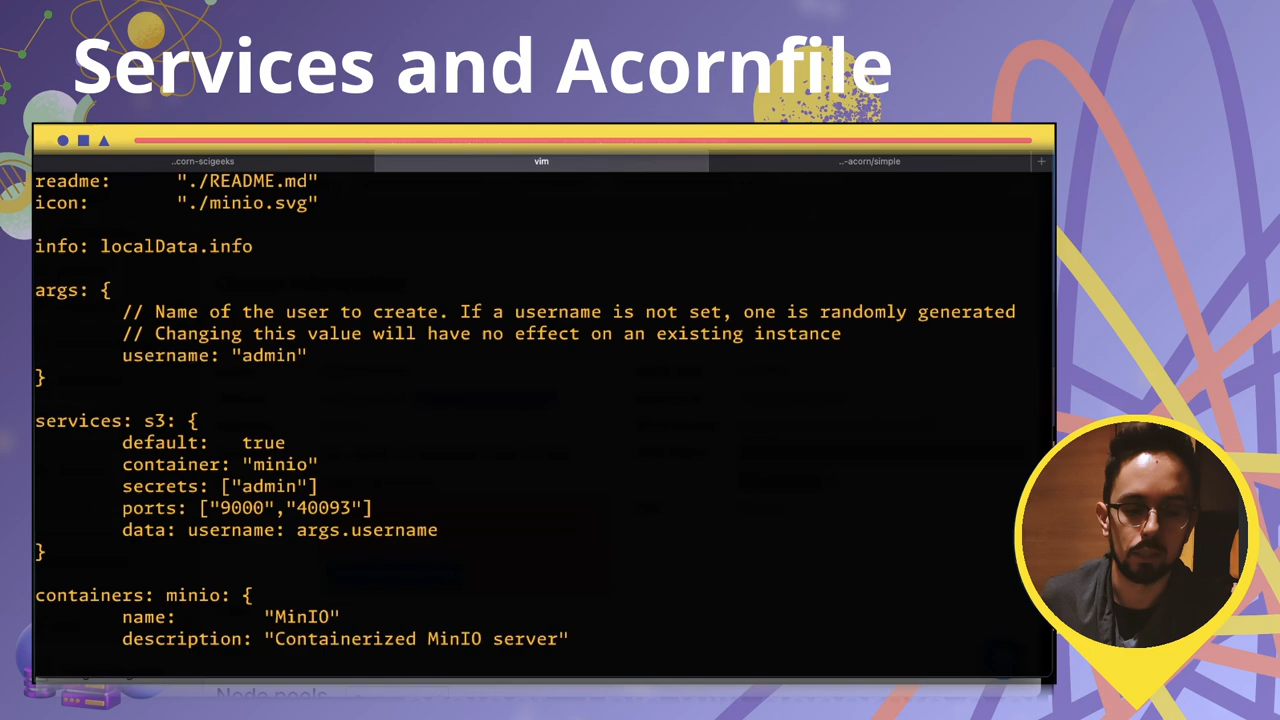 Services and Acornfile
..corn-scigeeks
vim
..-acorn/simple
+
readme: "./README.md"
icon: "./minio.svg"
info: localData.info
args: {
// Name of the user to create. If a username is not set, one is randomly generated
// Changing this value will have no effect on an existing instance
username: "admin"
}
services: s3: {
default: true
container: "minio"
secrets: ["admin"]
ports: ["9000","40093"]
data: username: args.username
}
containers: minio: {
name: "MinIO"
description: "Containerized MinIO server"
Node pools